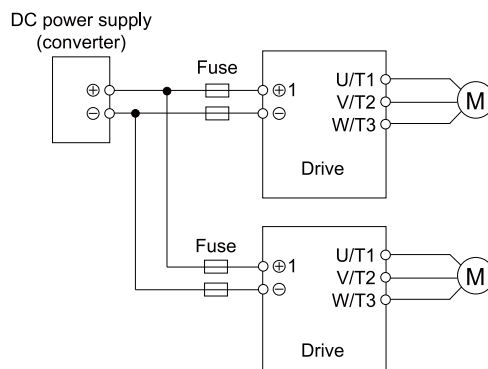 DC power supply
(converter)
⊕
⊖
Fuse
⊕1
⊖
U/T1
V/T2
W/T3
M
Drive
Fuse
⊕1
⊖
U/T1
V/T2
W/T3
M
Drive